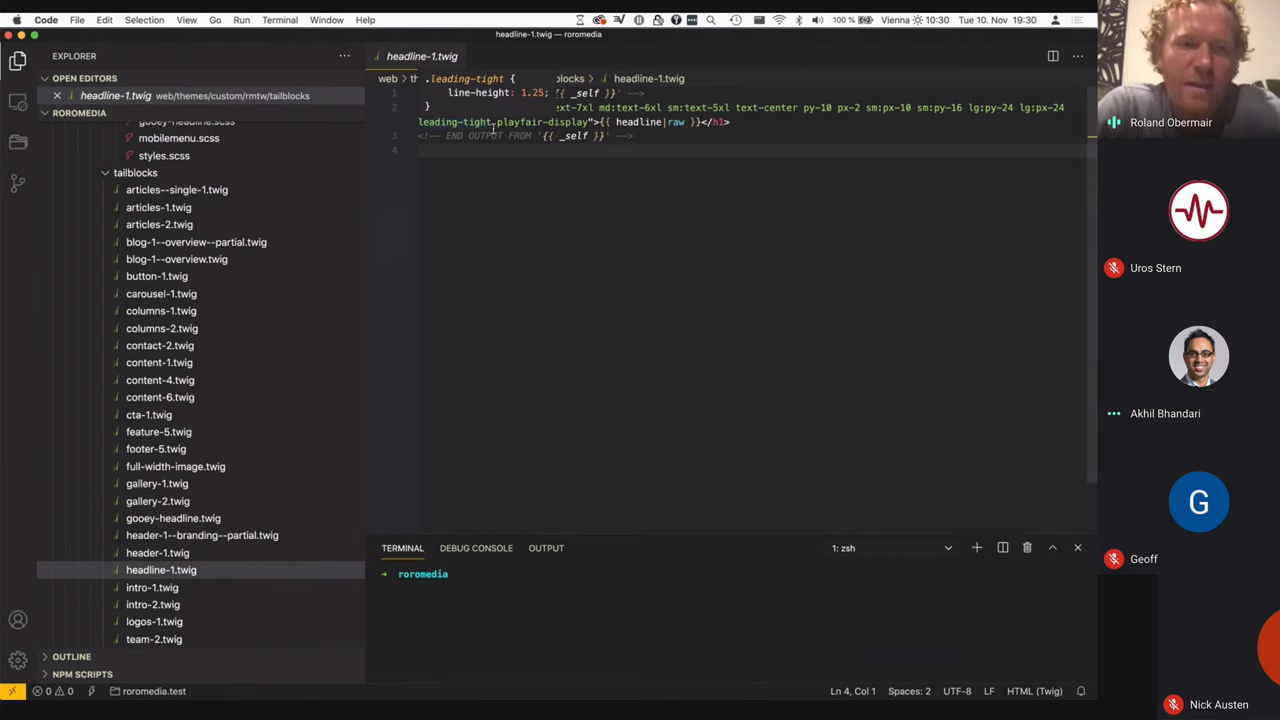 Code File Edit Selection View Go Run Terminal Window Help 100 % Vienna 10:30 Tue 10. Nov 19:30
headline-1.twig — roromedia
EXPLORER ···
headline-1.twig
OPEN EDITORS
headline-1.twig web/themes/custom/rmtw/tailblocks
ROROMEDIA
gooey-headline.scss
mobilemenu.scss
styles.scss
tailblocks
articles--single-1.twig
articles-1.twig
articles-2.twig
blog-1--overview--partial.twig
blog-1--overview.twig
button-1.twig
carousel-1.twig
columns-1.twig
columns-2.twig
contact-2.twig
content-1.twig
content-4.twig
content-6.twig
cta-1.twig
feature-5.twig
footer-5.twig
full-width-image.twig
gallery-1.twig
gallery-2.twig
gooey-headline.twig
header-1--branding--partial.twig
header-1.twig
headline-1.twig
intro-1.twig
intro-2.twig
logos-1.twig
team-2.twig
OUTLINE
NPM SCRIPTS
web › th blocks › headline-1.twig
.leading-tight {
line-height: 1.25;
}
1 {{ _self }}' -->
2 ext-7xl md:text-6xl sm:text-5xl text-center py-10 px-2 sm:px-10 sm:py-16 lg:py-24 lg:px-24
leading-tight playfair-display">{{ headline|raw }}</h1>
3 <!-- END OUTPUT FROM '{{ _self }}' -->
4
TERMINAL DEBUG CONSOLE OUTPUT 1: zsh
➜ roromedia
0 0 roromedia.test Ln 4, Col 1 Spaces: 2 UTF-8 LF HTML (Twig)
Roland Obermair
Uros Stern
Akhil Bhandari
G
Geoff
Nick Austen